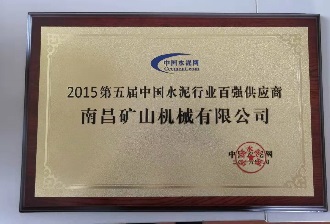 中国水泥网
Ccement.com
2015第五届中国水泥行业百强供应商
南昌矿山机械有限公司
中国水泥网